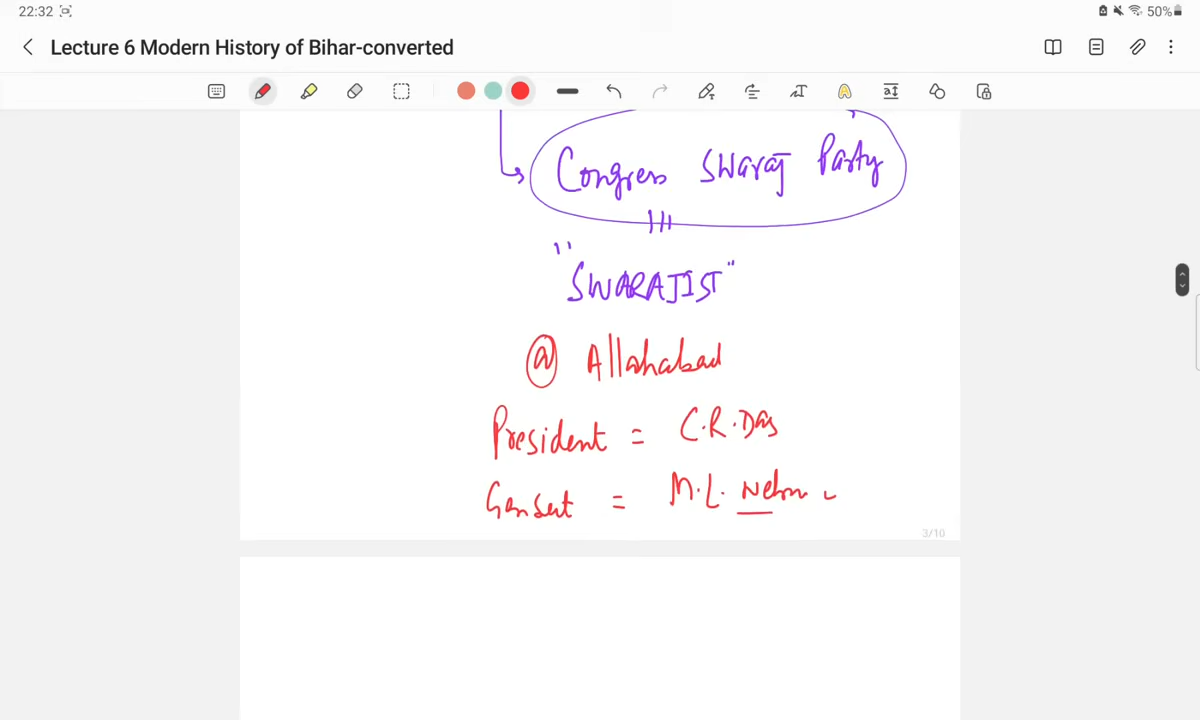 22:32 50%
Lecture 6 Modern History of Bihar-converted
Congress Swaraj Party
"SWARAJIST"
@ Allahabad
President = C.R. Das
Gen Sect = M.L. Nehru
3/10